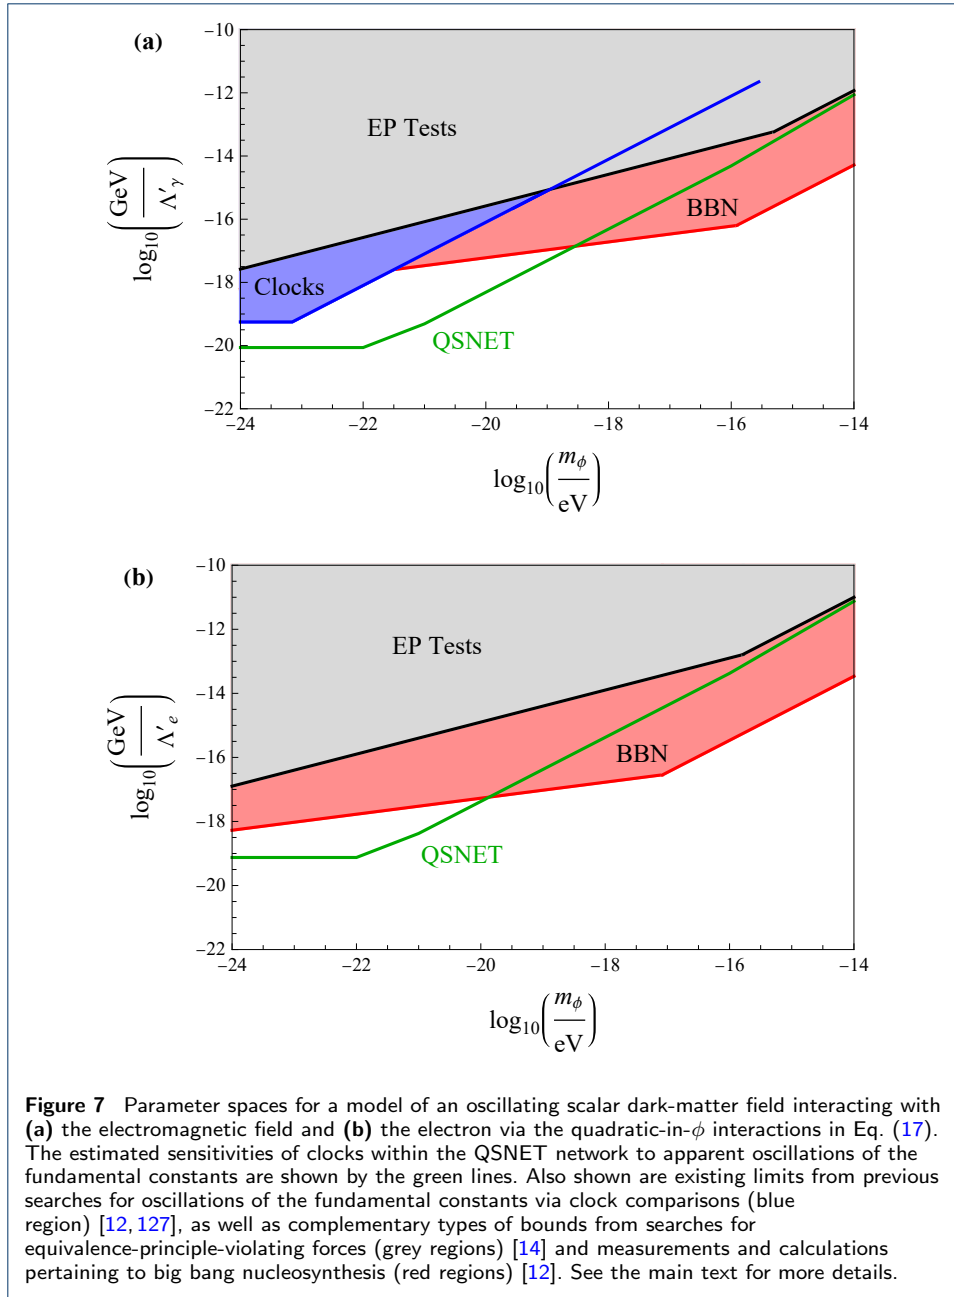 (a)
-10
-12
-14
-16
-18
-20
-22
log10(GeV/Λ′γ)
EP Tests
BBN
Clocks
QSNET
-24 -22 -20 -18 -16 -14
log10(mϕ/eV)
(b)
-10
-12
-14
-16
-18
-20
-22
log10(GeV/Λ′e)
EP Tests
BBN
QSNET
-24 -22 -20 -18 -16 -14
log10(mϕ/eV)
Figure 7 Parameter spaces for a model of an oscillating scalar dark-matter field interacting with
(a) the electromagnetic field and (b) the electron via the quadratic-in-ϕ interactions in Eq. (17).
The estimated sensitivities of clocks within the QSNET network to apparent oscillations of the
fundamental constants are shown by the green lines. Also shown are existing limits from previous
searches for oscillations of the fundamental constants via clock comparisons (blue
region) [12, 127], as well as complementary types of bounds from searches for
equivalence-principle-violating forces (grey regions) [14] and measurements and calculations
pertaining to big bang nucleosynthesis (red regions) [12]. See the main text for more details.